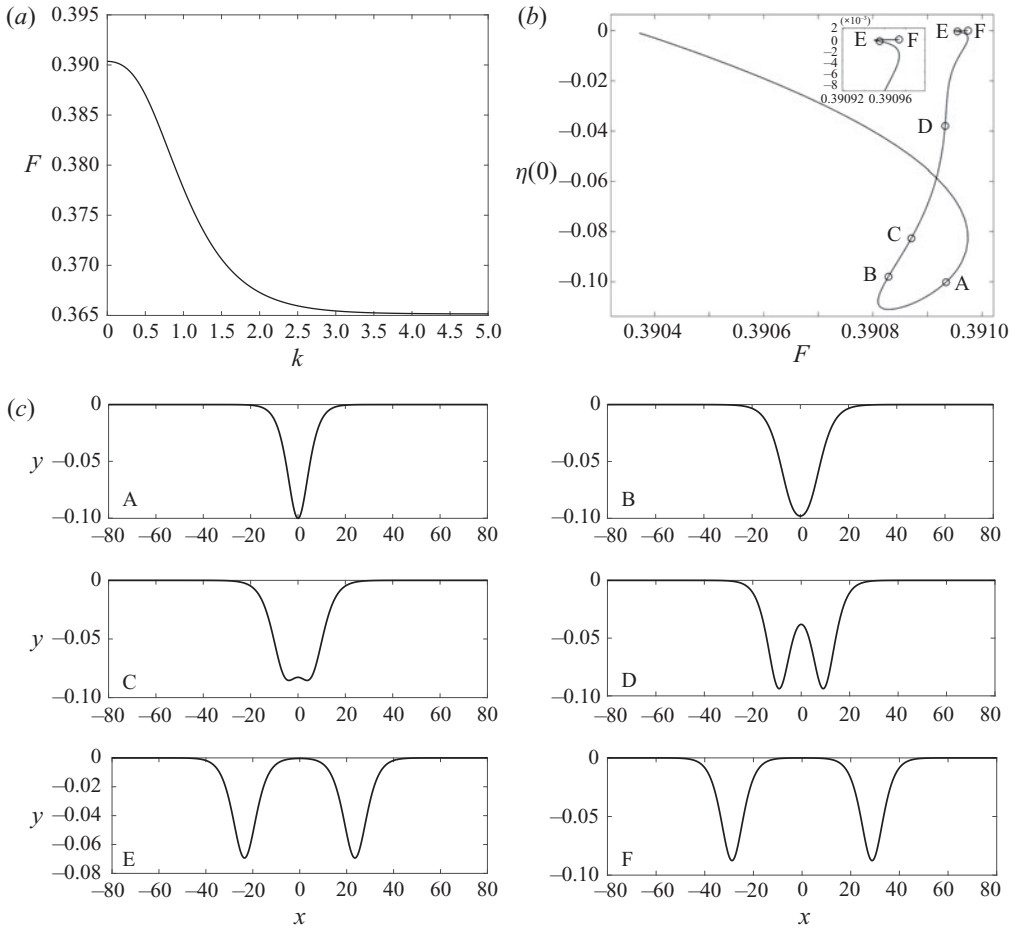 (a)
0.395
0.390
0.385
F
0.380
0.375
0.370
0.365
0 0.5 1.0 1.5 2.0 2.5 3.0 3.5 4.0 4.5 5.0
k
(b)
0
−0.02
−0.04
η(0)
−0.06
−0.08
−0.10
0.3904 0.3906 0.3908 0.3910
F
(×10−3)
2
0
−2
−4
−6
−8
0.39092 0.39096
E F
E F
D
C
B
A
(c)
0
y
−0.05
A
−0.10
−80 −60 −40 −20 0 20 40 60 80
0
−0.05
B
−0.10
−80 −60 −40 −20 0 20 40 60 80
0
y
−0.05
C
−0.10
−80 −60 −40 −20 0 20 40 60 80
0
−0.05
D
−0.10
−80 −60 −40 −20 0 20 40 60 80
0
−0.02
y
−0.04
−0.06
E
−0.08
−80 −60 −40 −20 0 20 40 60 80
x
0
−0.05
F
−0.10
−80 −60 −40 −20 0 20 40 60 80
x